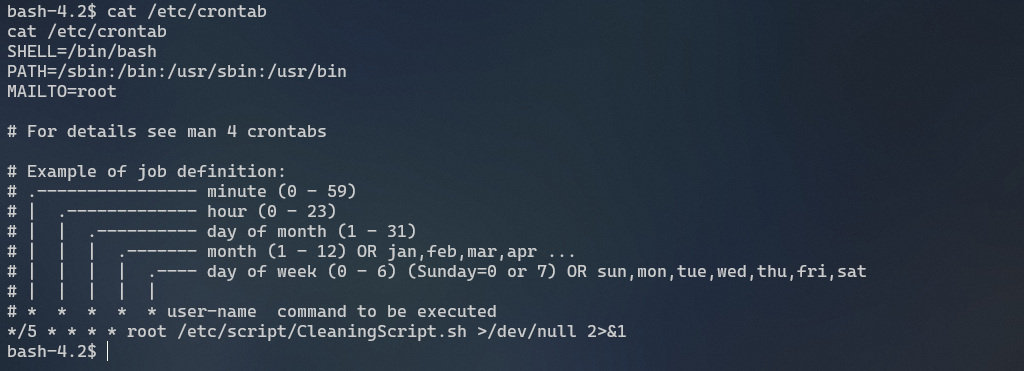 bash-4.2$ cat /etc/crontab
cat /etc/crontab
SHELL=/bin/bash
PATH=/sbin:/bin:/usr/sbin:/usr/bin
MAILTO=root

# For details see man 4 crontabs

# Example of job definition:
# .---------------- minute (0 - 59)
# |  .------------- hour (0 - 23)
# |  |  .---------- day of month (1 - 31)
# |  |  |  .------- month (1 - 12) OR jan,feb,mar,apr ...
# |  |  |  |  .---- day of week (0 - 6) (Sunday=0 or 7) OR sun,mon,tue,wed,thu,fri,sat
# |  |  |  |  |
# *  *  *  *  * user-name  command to be executed
*/5 * * * * root /etc/script/CleaningScript.sh >/dev/null 2>&1
bash-4.2$